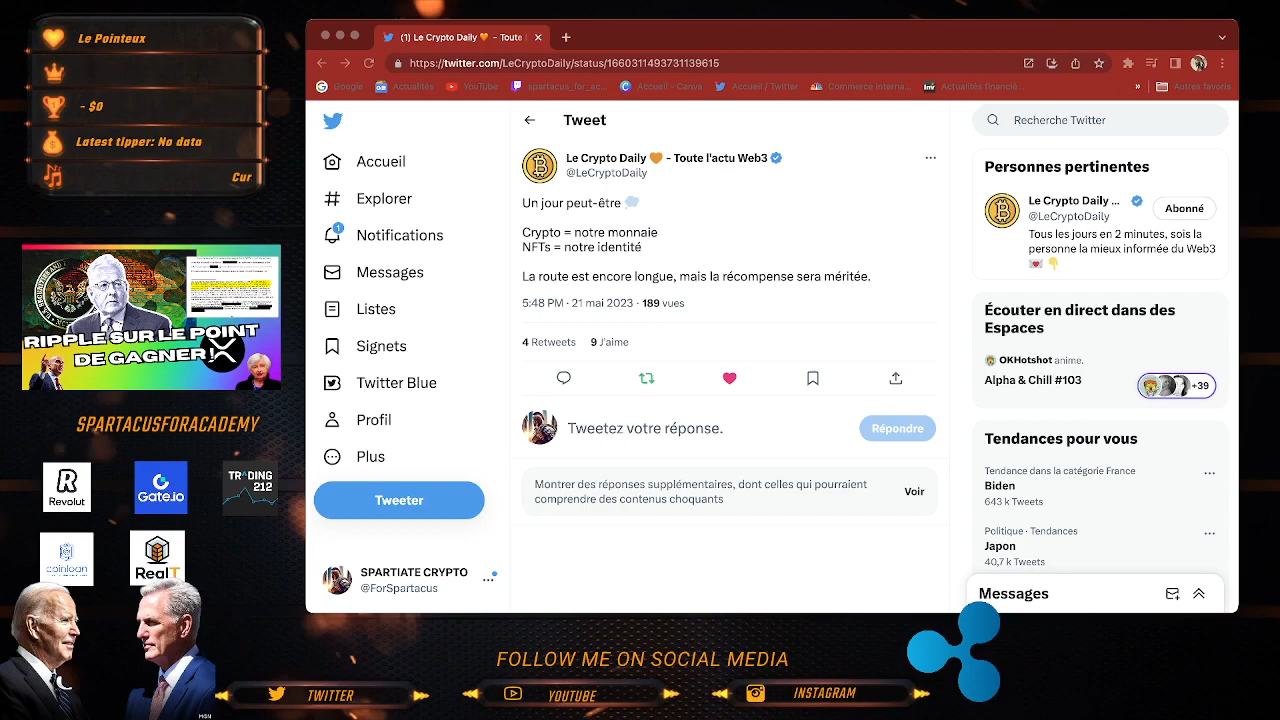 Le Pointeux
- $0
Latest tipper: No data
Cur
RIPPLE SUR LE POINT
DE GAGNER !
SPARTACUSFORACADEMY
Revolut
Gate.io
TRADING
212
coinloan
RealT
MGN
(1) Le Crypto Daily 🧡 - Toute
https://twitter.com/LeCryptoDaily/status/1660311493731139615
Google
Actualités
YouTube
spartacus_for_ac...
Accueil - Canva
Accueil / Twitter
Commerce interna...
Actualités financiè...
»
Autres favoris
Accueil
Explorer
1
Notifications
Messages
Listes
Signets
Twitter Blue
Profil
Plus
Tweeter
SPARTIATE CRYPTO
@ForSpartacus
Tweet
Le Crypto Daily 🧡 - Toute l'actu Web3
@LeCryptoDaily
Un jour peut-être 💭
Crypto = notre monnaie
NFTs = notre identité
La route est encore longue, mais la récompense sera méritée.
5:48 PM · 21 mai 2023 · 189 vues
4 Retweets 9 J'aime
Tweetez votre réponse.
Répondre
Montrer des réponses supplémentaires, dont celles qui pourraient
comprendre des contenus choquants
Voir
Recherche Twitter
Personnes pertinentes
Le Crypto Daily ...
@LeCryptoDaily
Abonné
Tous les jours en 2 minutes, sois la
personne la mieux informée du Web3
💌 👇
Écouter en direct dans des
Espaces
OKHotshot anime.
Alpha & Chill #103
+39
Tendances pour vous
Tendance dans la catégorie France
Biden
643 k Tweets
Politique · Tendances
Japon
40,7 k Tweets
Messages
FOLLOW ME ON SOCIAL MEDIA
TWITTER
YOUTUBE
INSTAGRAM